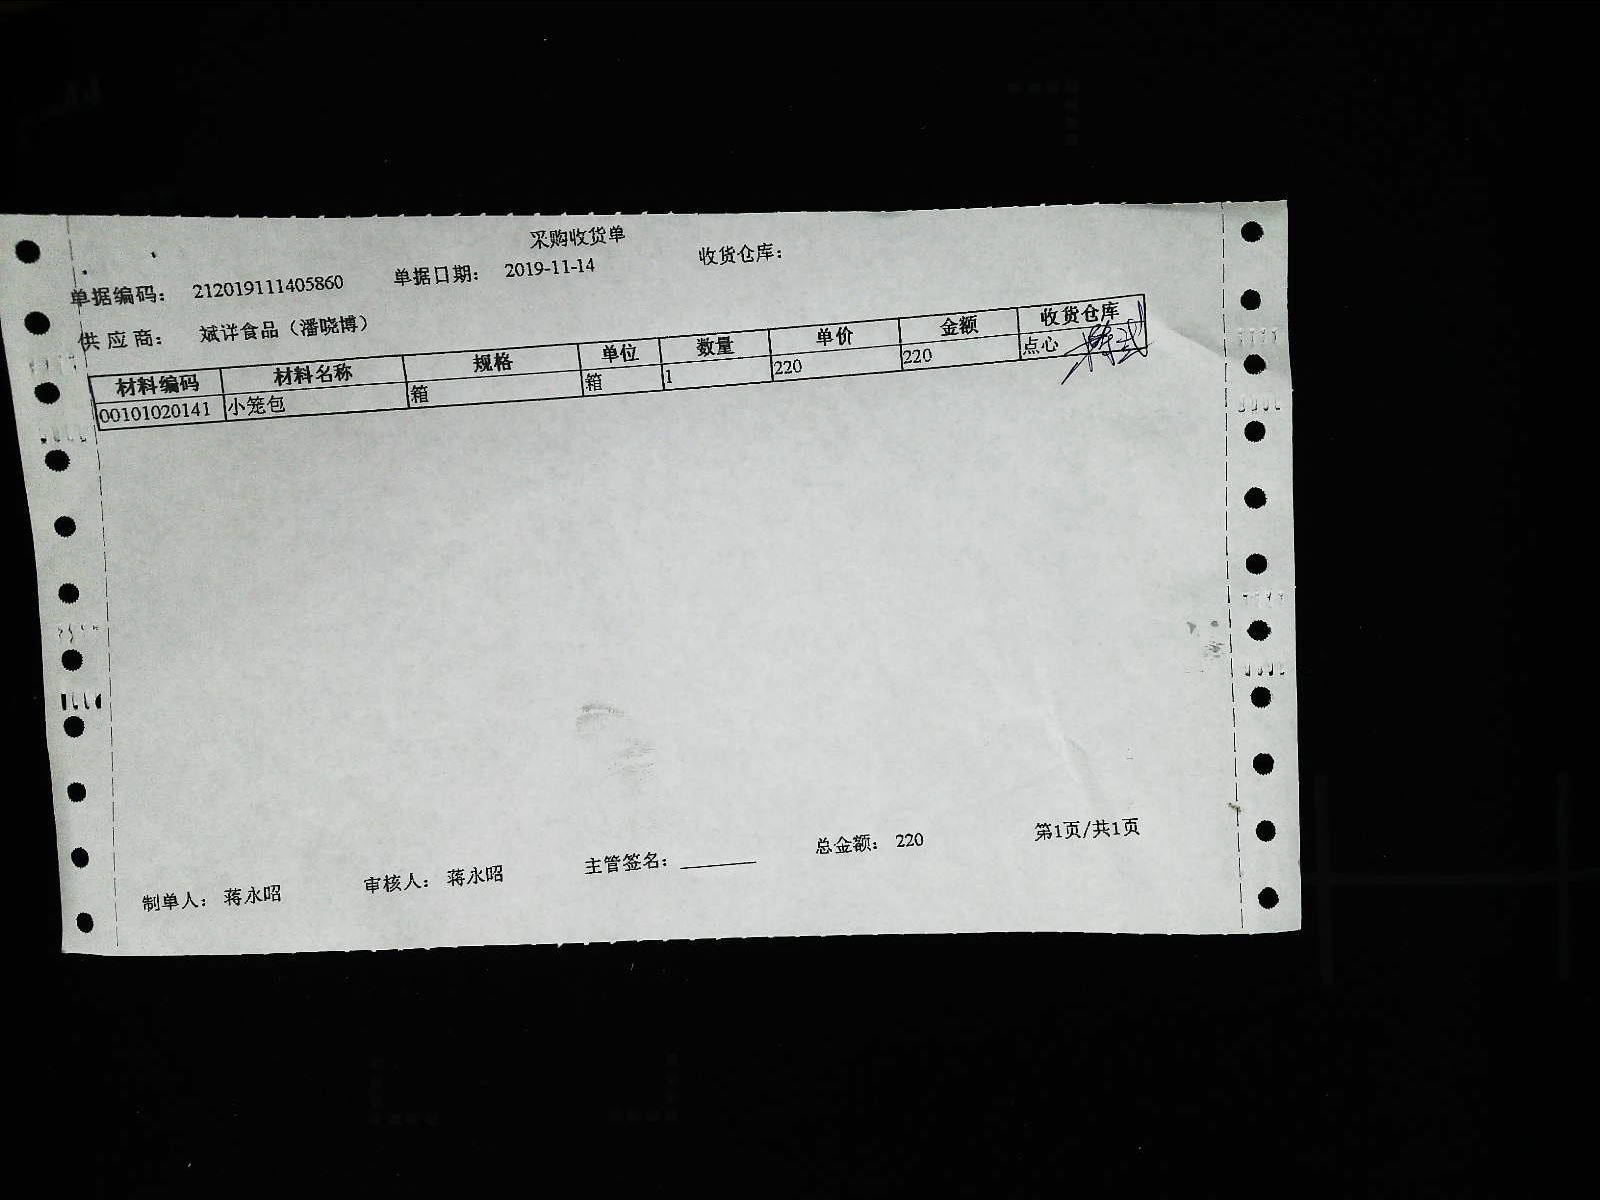 采购收货单
单据编码： 212019111405860 单据日期： 2019-11-14 收货仓库：
供应商： 斌详食品（潘晓博）
材料编码 材料名称 规格 单位 数量 单价 金额 收货仓库
00101020141 小笼包 箱 箱 1 220 220 点心
制单人： 蒋永昭 审核人： 蒋永昭 主管签名： 总金额： 220 第1页/共1页